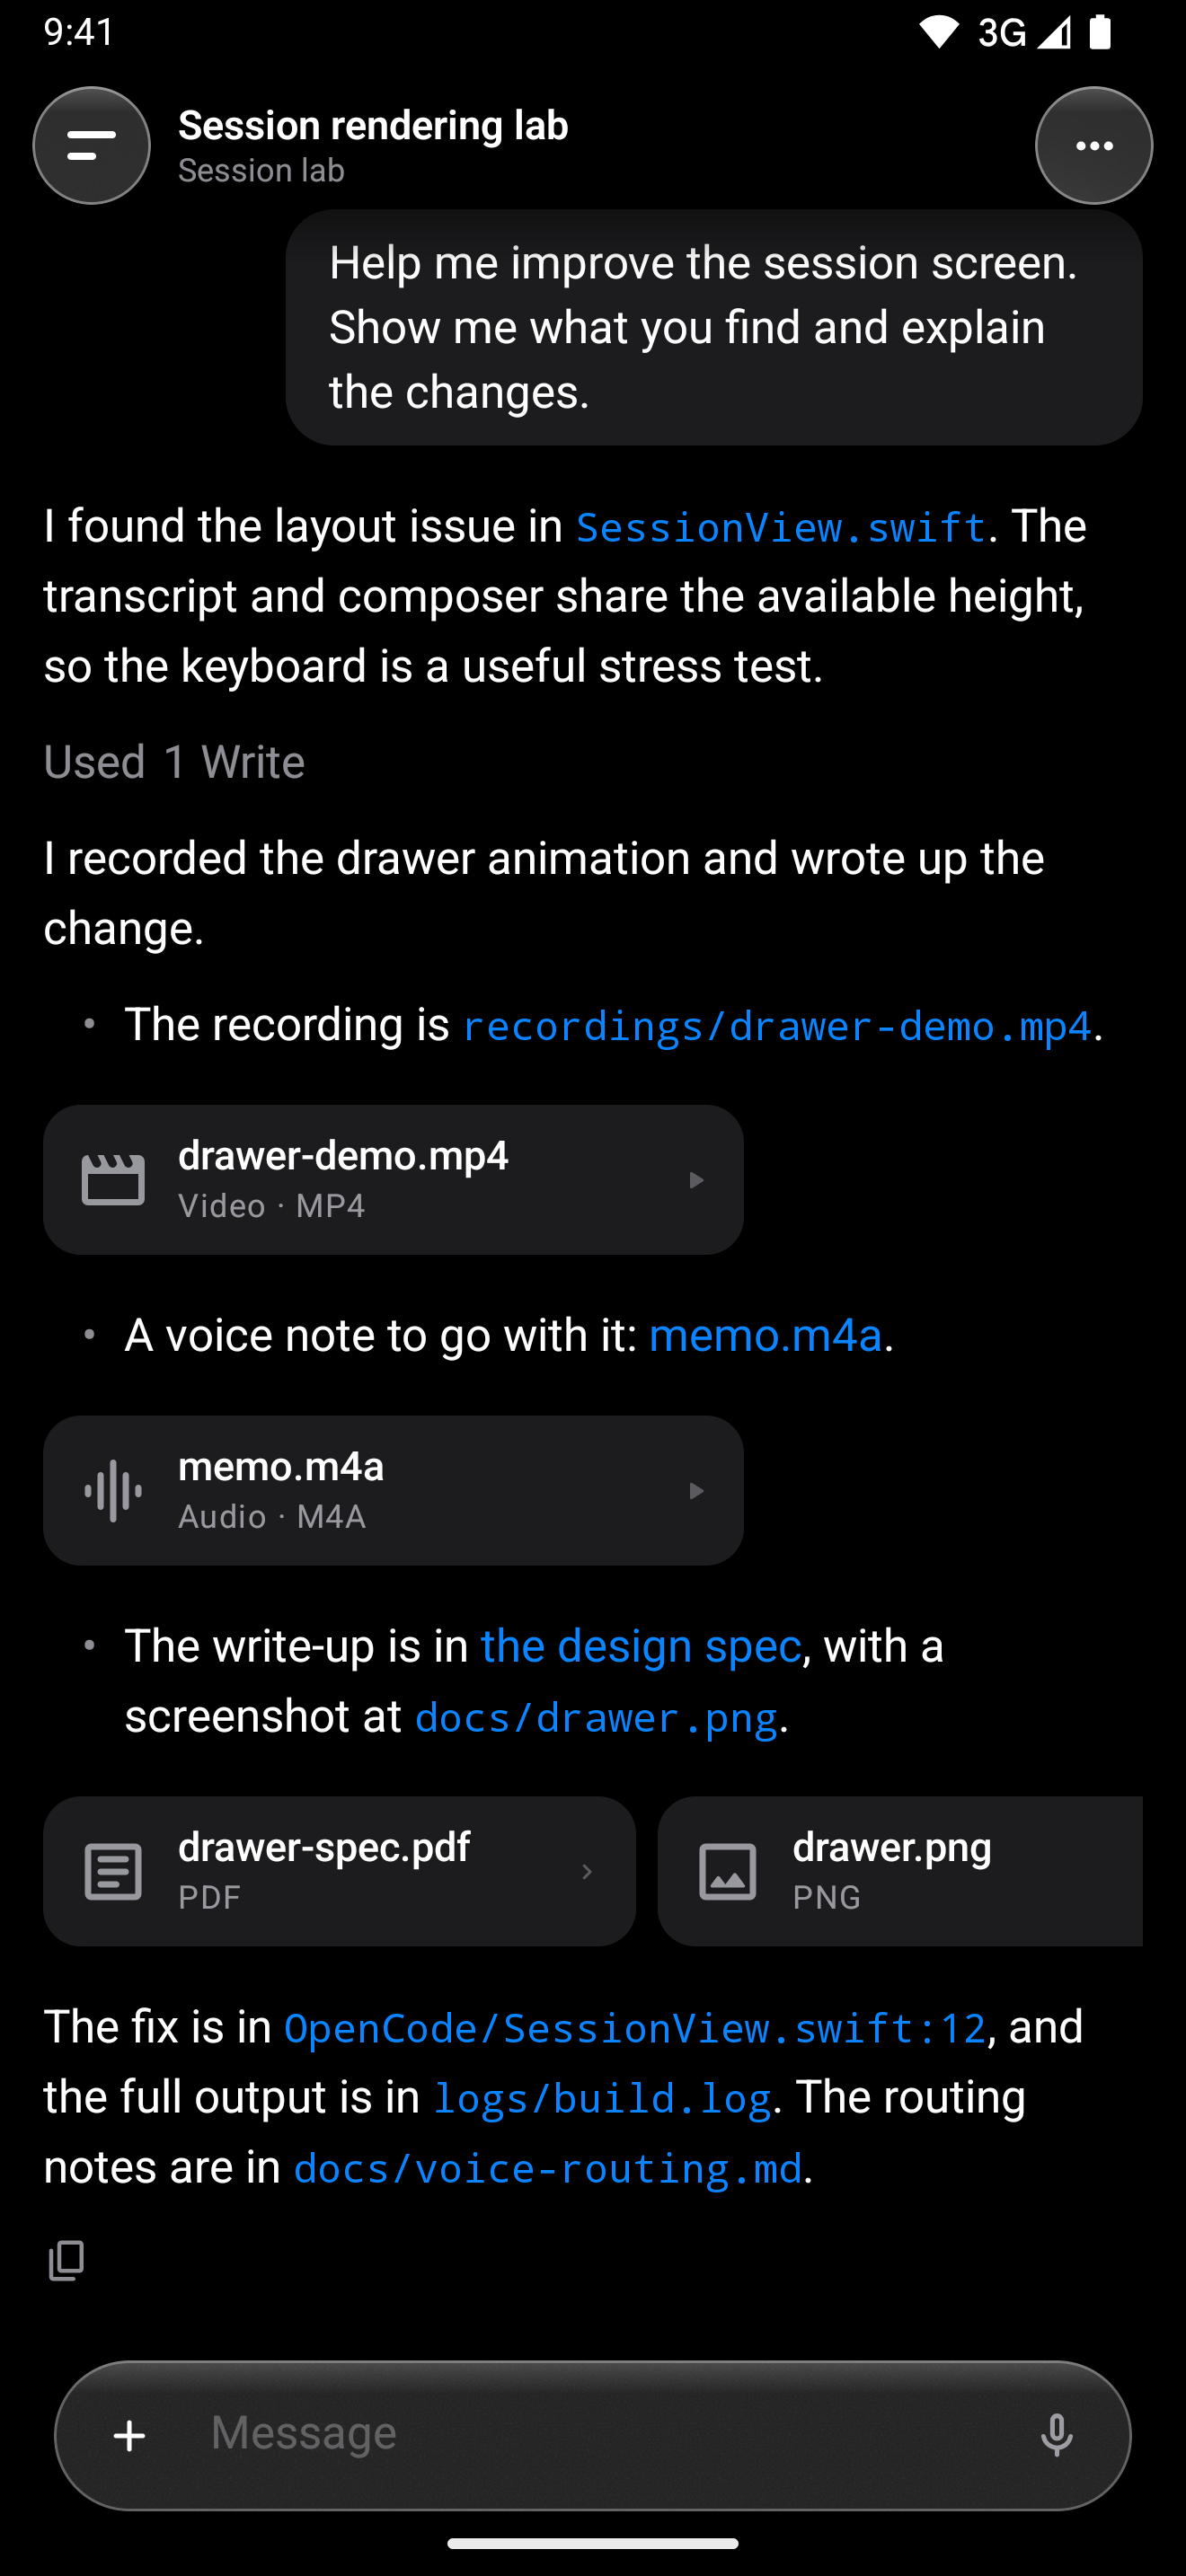 9:41
3G
Session rendering lab
Session lab
Help me improve the session screen.
Show me what you find and explain
the changes.
I found the layout issue in SessionView.swift. The
transcript and composer share the available height,
so the keyboard is a useful stress test.
Used 1 Write
I recorded the drawer animation and wrote up the
change.
• The recording is recordings/drawer-demo.mp4.
drawer-demo.mp4
Video · MP4
• A voice note to go with it: memo.m4a.
memo.m4a
Audio · M4A
• The write-up is in the design spec, with a
screenshot at docs/drawer.png.
drawer-spec.pdf
PDF
drawer.png
PNG
The fix is in OpenCode/SessionView.swift:12, and
the full output is in logs/build.log. The routing
notes are in docs/voice-routing.md.
Message